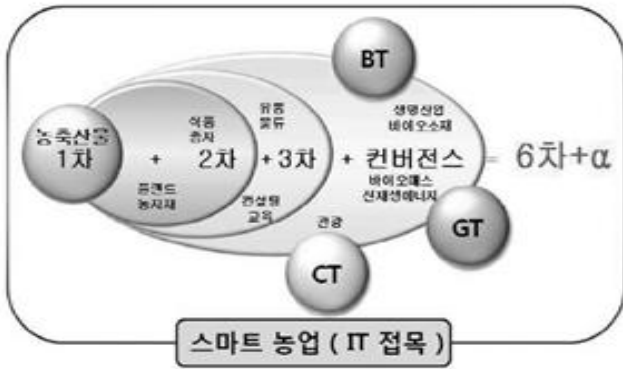 BT
생명산업
바이오소재
유통
물류
식품
종자
농축산물
1차 + 2차 +3차 + 컨버전스 = 6차+α
플랜트
농자재
컨설팅
교육
관광
바이오매스
신재생에너지
GT
CT
스마트 농업 ( IT 접목 )